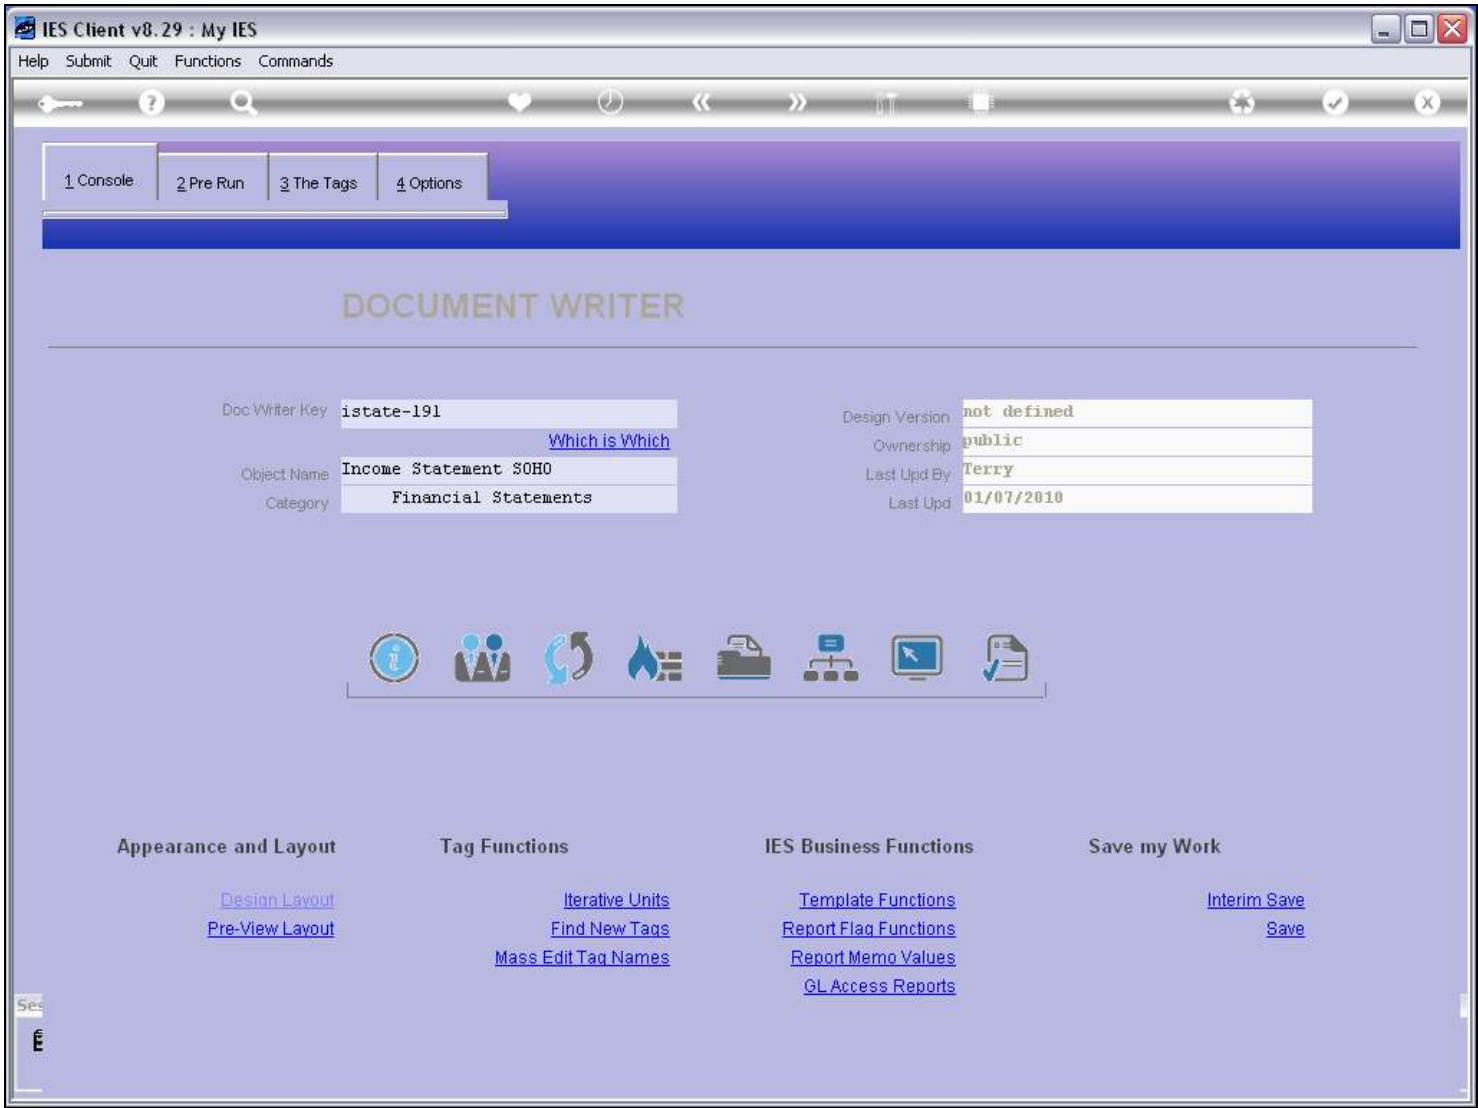 IES Client v8.29 : My IES
Help Submit Quit Functions Commands
1 Console
2 Pre Run
3 The Tags
4 Options
DOCUMENT WRITER
Doc Writer Key istate-191
Which is Which
Object Name Income Statement SOHO
Category Financial Statements
Design Version not defined
Ownership public
Last Upd By Terry
Last Upd 01/07/2010
Appearance and Layout
Design Layout
Pre-View Layout
Tag Functions
Iterative Units
Find New Tags
Mass Edit Tag Names
IES Business Functions
Template Functions
Report Flag Functions
Report Memo Values
GL Access Reports
Save my Work
Interim Save
Save